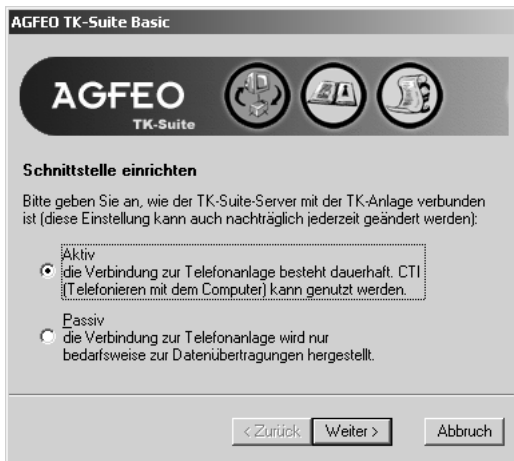 AGFEO TK-Suite Basic
AGFEO
TK-Suite
Schnittstelle einrichten
Bitte geben Sie an, wie der TK-Suite-Server mit der TK-Anlage verbunden
ist (diese Einstellung kann auch nachträglich jederzeit geändert werden):
Aktiv
die Verbindung zur Telefonanlage besteht dauerhaft. CTI
(Telefonieren mit dem Computer) kann genutzt werden.
Passiv
die Verbindung zur Telefonanlage wird nur
bedarfsweise zur Datenübertragungen hergestellt.
< Zurück Weiter > Abbruch